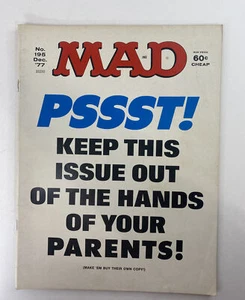 No.
195
Dec.
'77
MAD
60¢
CHEAP
PSSST!
KEEP THIS
ISSUE OUT
OF THE HANDS
OF YOUR
PARENTS!
(MAKE 'EM BUY THEIR OWN COPY!)